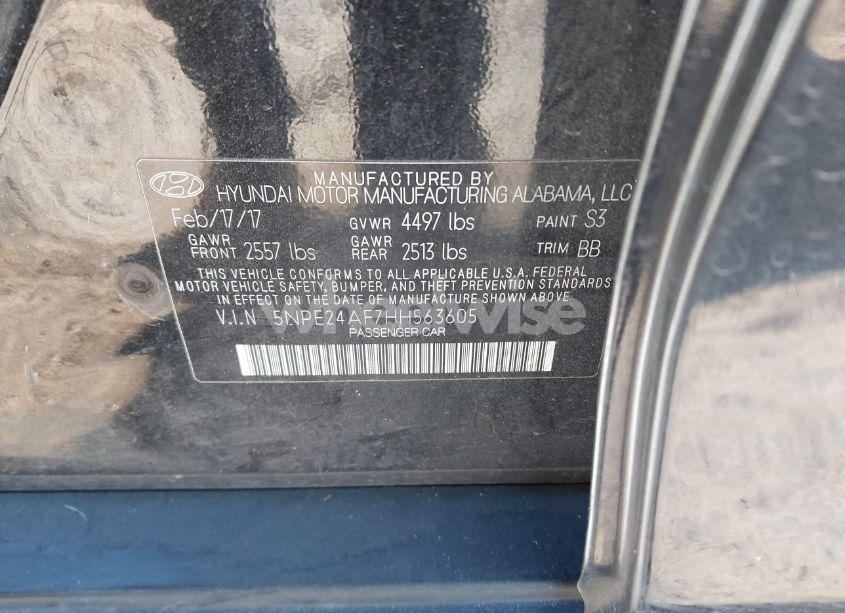 MANUFACTURED BY
HYUNDAI MOTOR MANUFACTURING ALABAMA, LLC
Feb/17/17 GVWR 4497 lbs PAINT S3
GAWR FRONT 2557 lbs GAWR REAR 2513 lbs TRIM BB
THIS VEHICLE CONFORMS TO ALL APPLICABLE U.S.A. FEDERAL
MOTOR VEHICLE SAFETY, BUMPER, AND THEFT PREVENTION STANDARDS
IN EFFECT ON THE DATE OF MANUFACTURE SHOWN ABOVE
V.I.N 5NPE24AF7HH563605
PASSENGER CAR